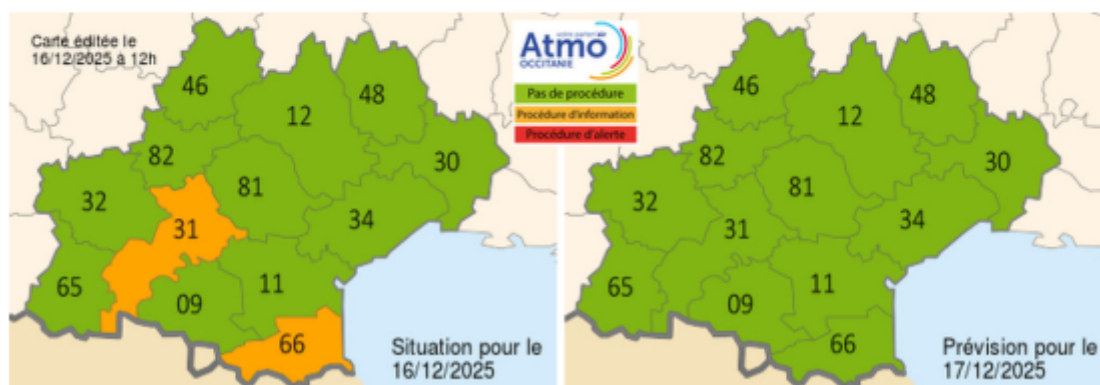 Carte éditée le
16/12/2025 à 12h
votre partenair
Atmo
OCCITANIE
Pas de procédure
Procédure d'information
Procédure d'alerte
46
12
48
82
30
32
81
31
34
65
09
11
66
Situation pour le
16/12/2025
46
12
48
82
30
32
81
31
34
65
09
11
66
Prévision pour le
17/12/2025